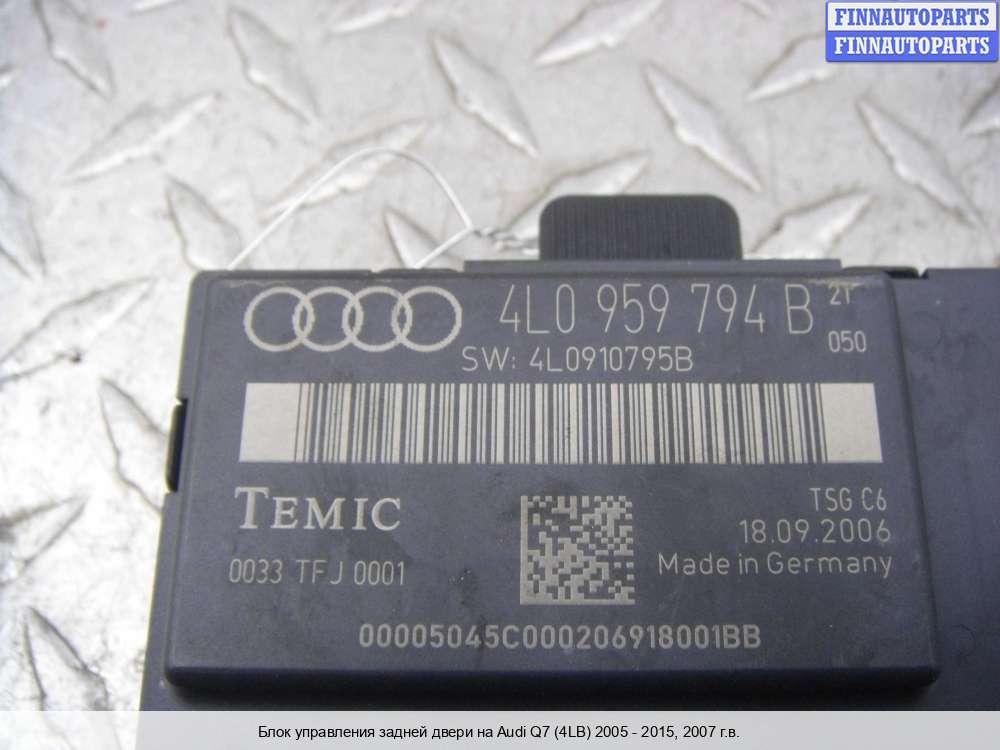 FINNAUTOPARTS
FINNAUTOPARTS
4L0 959 794 B 21
050
SW: 4L0910795B
TEMIC
TSG C6
18.09.2006
0033 TFJ 0001
Made in Germany
00005045C000206918001BB
Блок управления задней двери на Audi Q7 (4LB) 2005 - 2015, 2007 г.в.